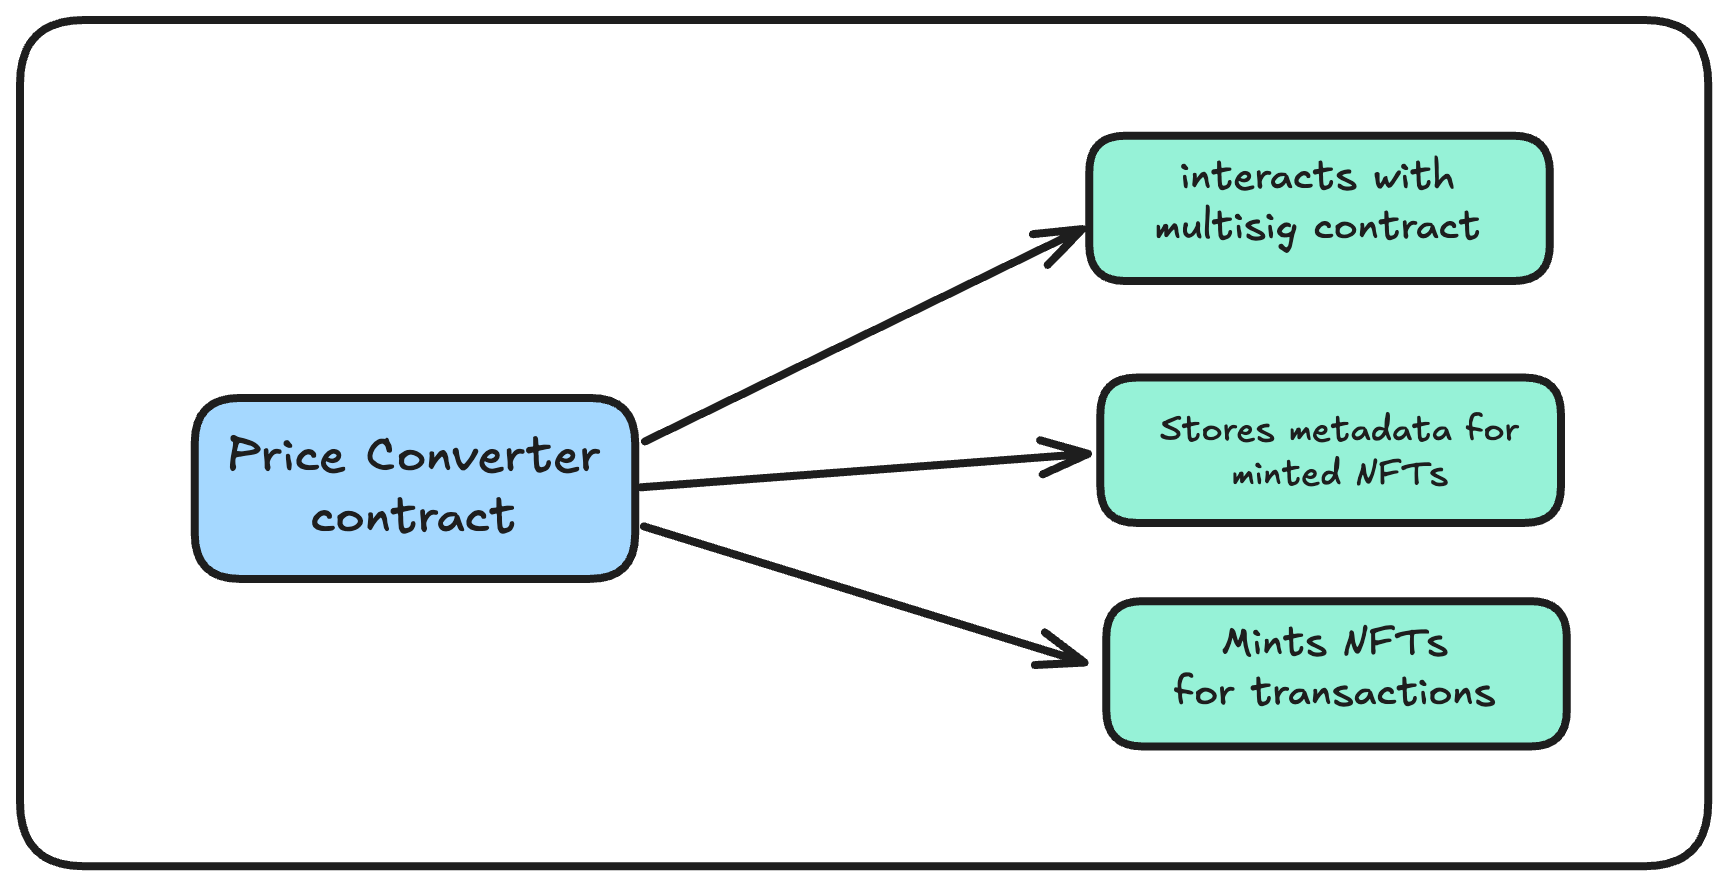 Price Converter
contract
interacts with
multisig contract
Stores metadata for
minted NFTs
Mints NFTs
for transactions